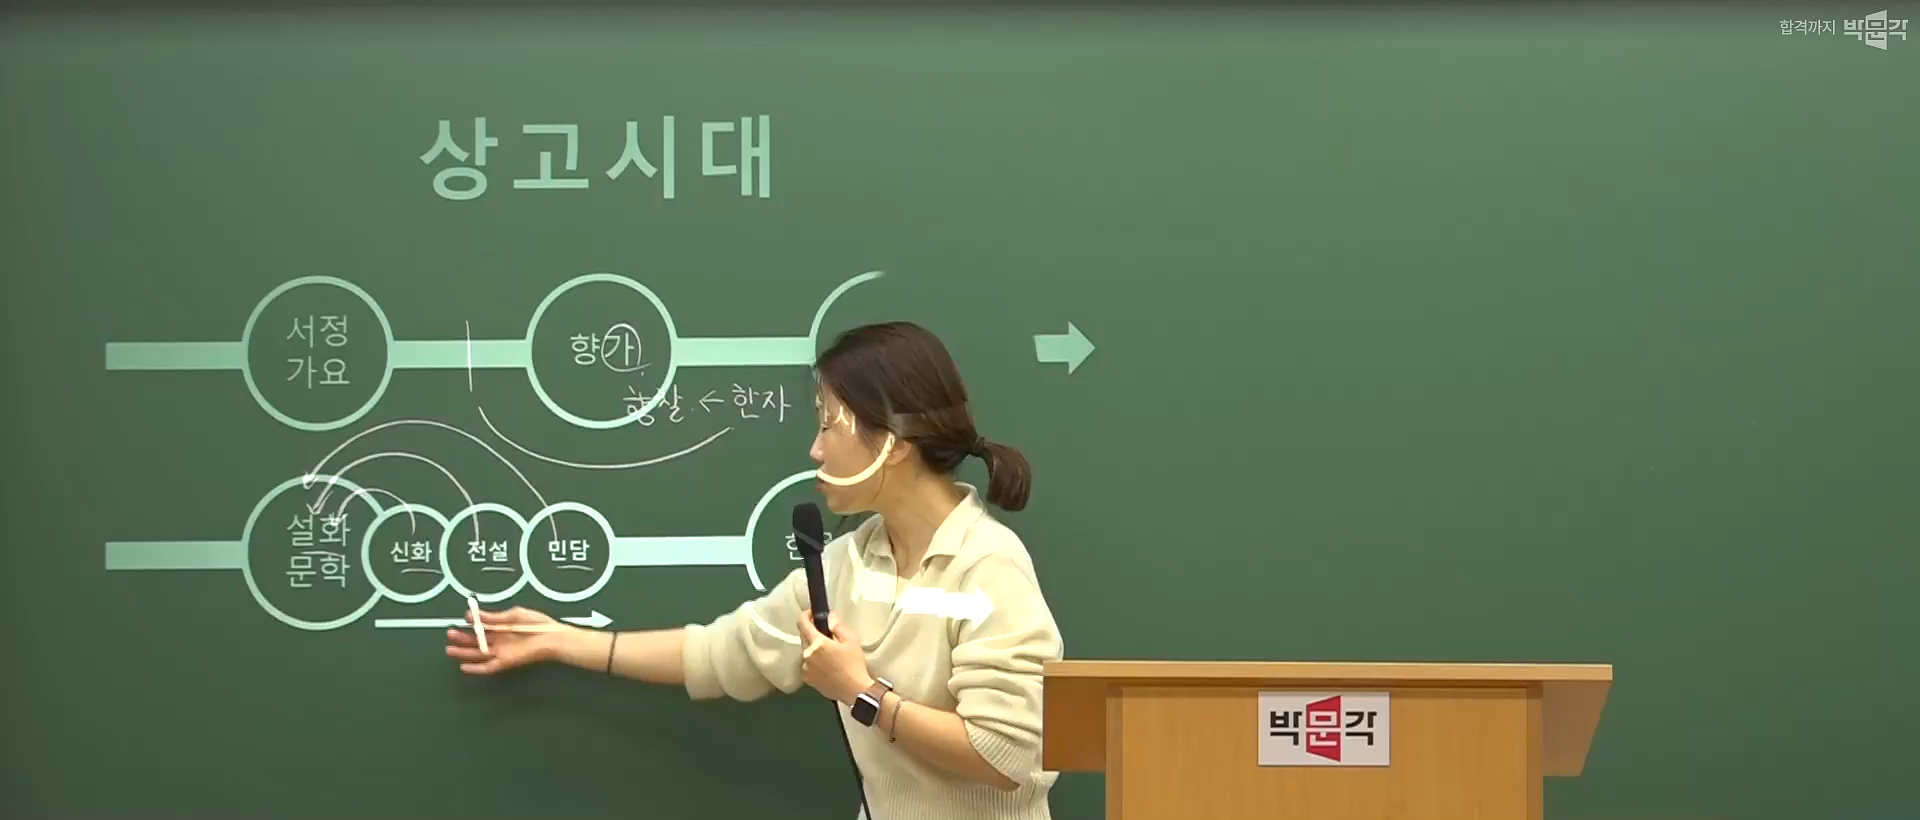 합격까지 박문각
상고시대
서정
가요
향가
향찰 ← 한자
설화
문학
신화
전설
민담
박문각